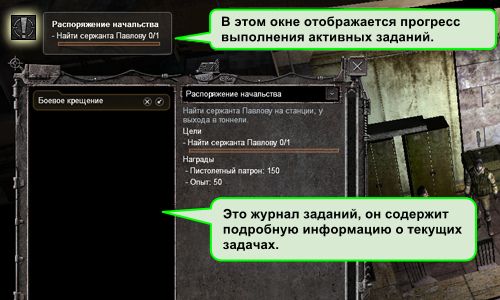 Распоряжение начальства
- Найти сержанта Павлову 0/1
В этом окне отображается прогресс
выполнения активных заданий.
Боевое крещение
Распоряжение начальства
Найти сержанта Павлову на станции, у
выхода в тоннели.
Цели
- Найти сержанта Павлову 0/1
Награды
- Пистолетный патрон: 150
- Опыт: 50
Это журнал заданий, он содержит
подробную информацию о текущих
задачах.